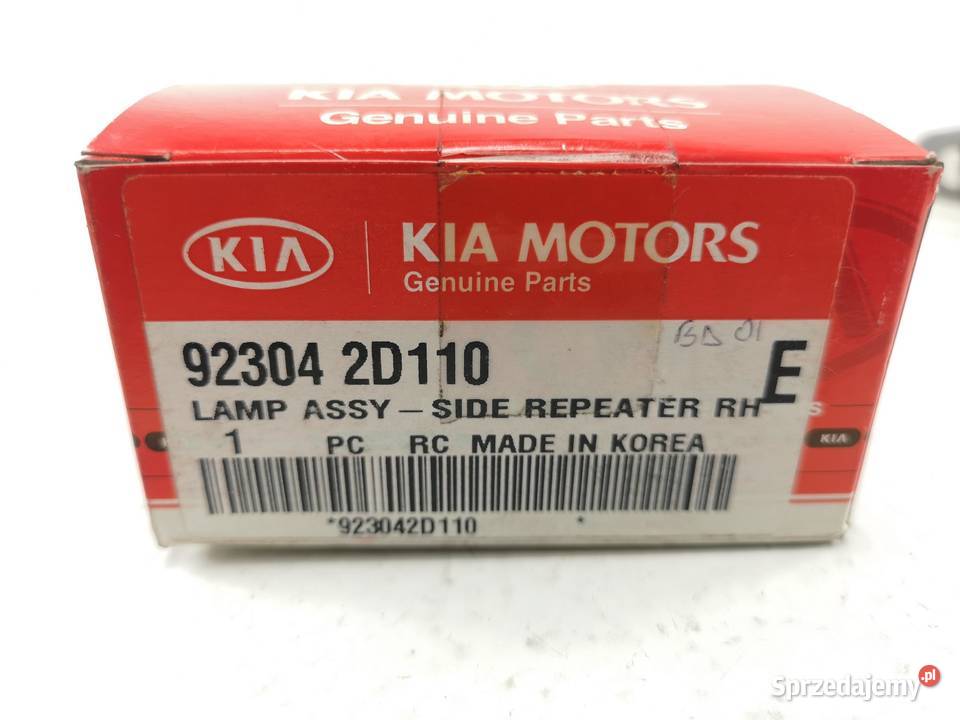 KIA MOTORS
Genuine Parts
KIA
KIA MOTORS
Genuine Parts
92304 2D110
E
LAMP ASSY – SIDE REPEATER RH
S
1 PC RC MADE IN KOREA
KIA
*923042D110 *
Sprzedajemy.pl